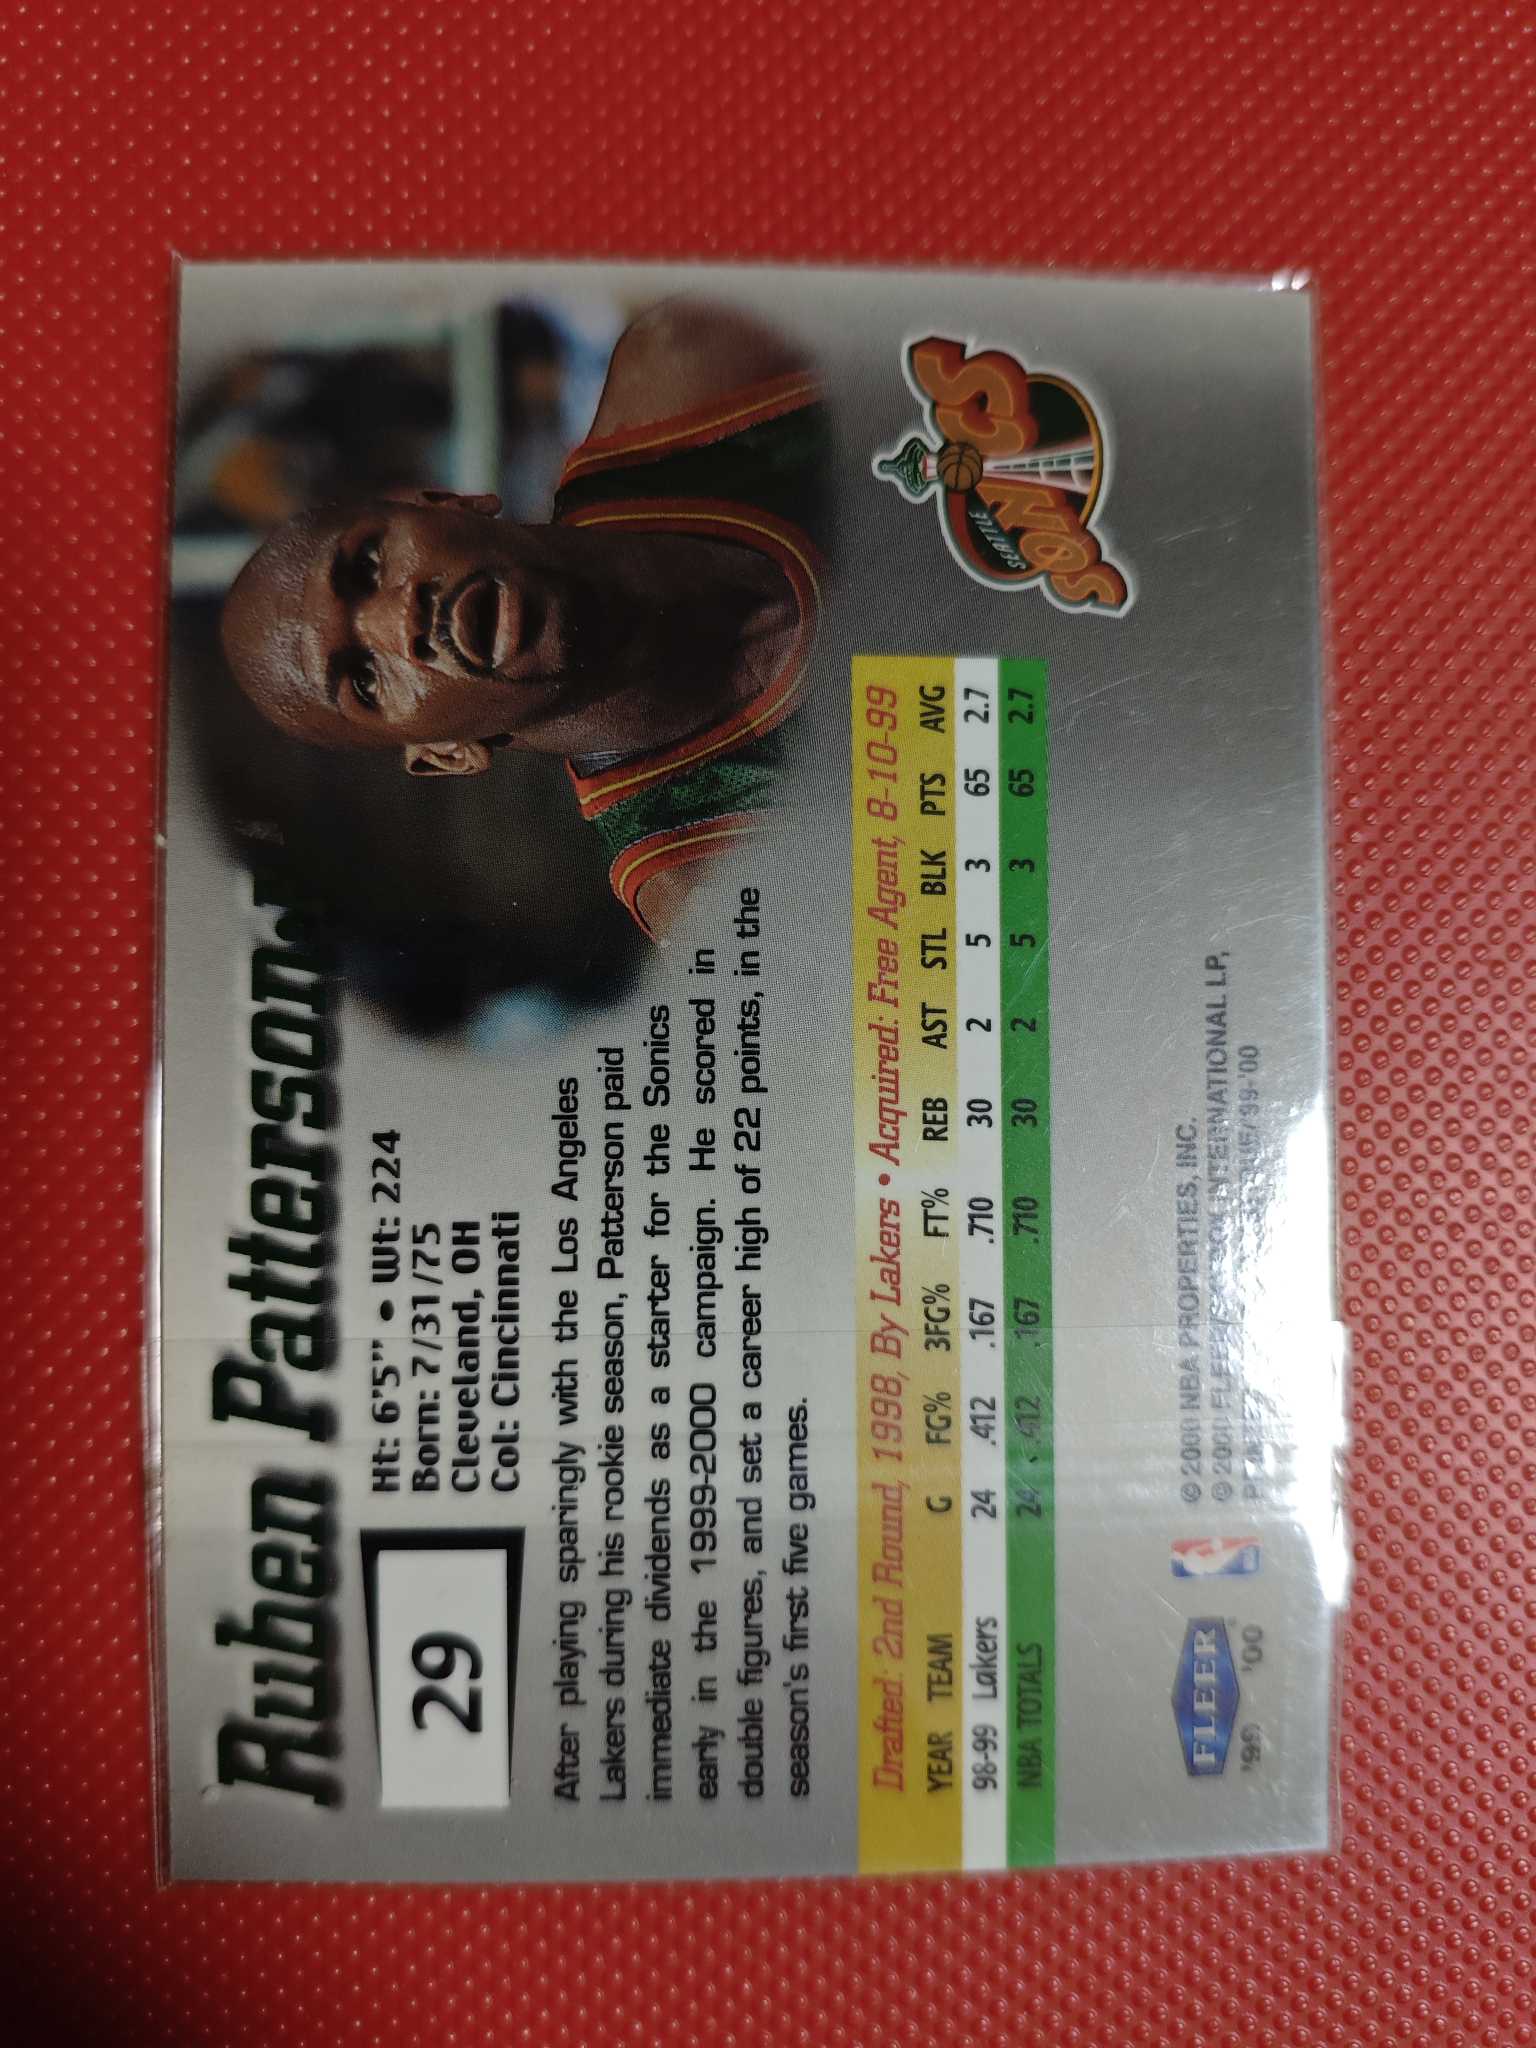 Ruben Patterson
29
Ht: 6'5" • Wt: 224
Born: 7/31/75
Cleveland, OH
Col: Cincinnati
After playing sparingly with the Los Angeles
Lakers during his rookie season, Patterson paid
immediate dividends as a starter for the Sonics
early in the 1999-2000 campaign. He scored in
double figures, and set a career high of 22 points, in the
season's first five games.
Drafted: 2nd Round, 1998, By Lakers • Acquired: Free Agent, 8-10-99
YEAR TEAM G FG% 3FG% FT% REB AST STL BLK PTS AVG
98-99 Lakers 24 .412 .167 .710 30 2 5 3 65 2.7
NBA TOTALS 24 .412 .167 .710 30 2 5 3 65 2.7
SEATTLE
SONICS
FLEER
'99 '00
© 2000 NBA PROPERTIES, INC.
© 2000 INTERNATIONAL LP,
'99-'00